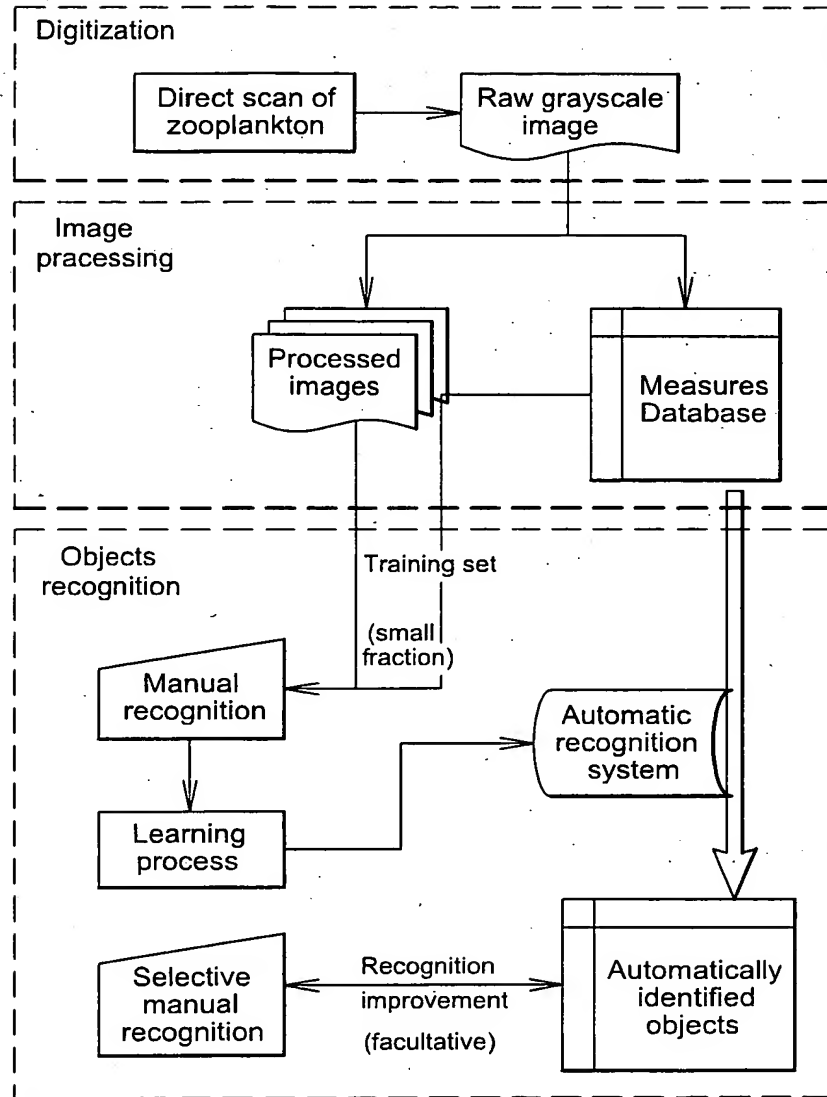 Digitization
Direct scan of
zooplankton
Raw grayscale
image
Image
pracessing
Processed
images
Measures
Database
Objects
recognition
Training set
(small
fraction)
Manual
recognition
Automatic
recognition
system
Learning
process
Selective
manual
recognition
Recognition
improvement
(facultative)
Automatically
identified
objects